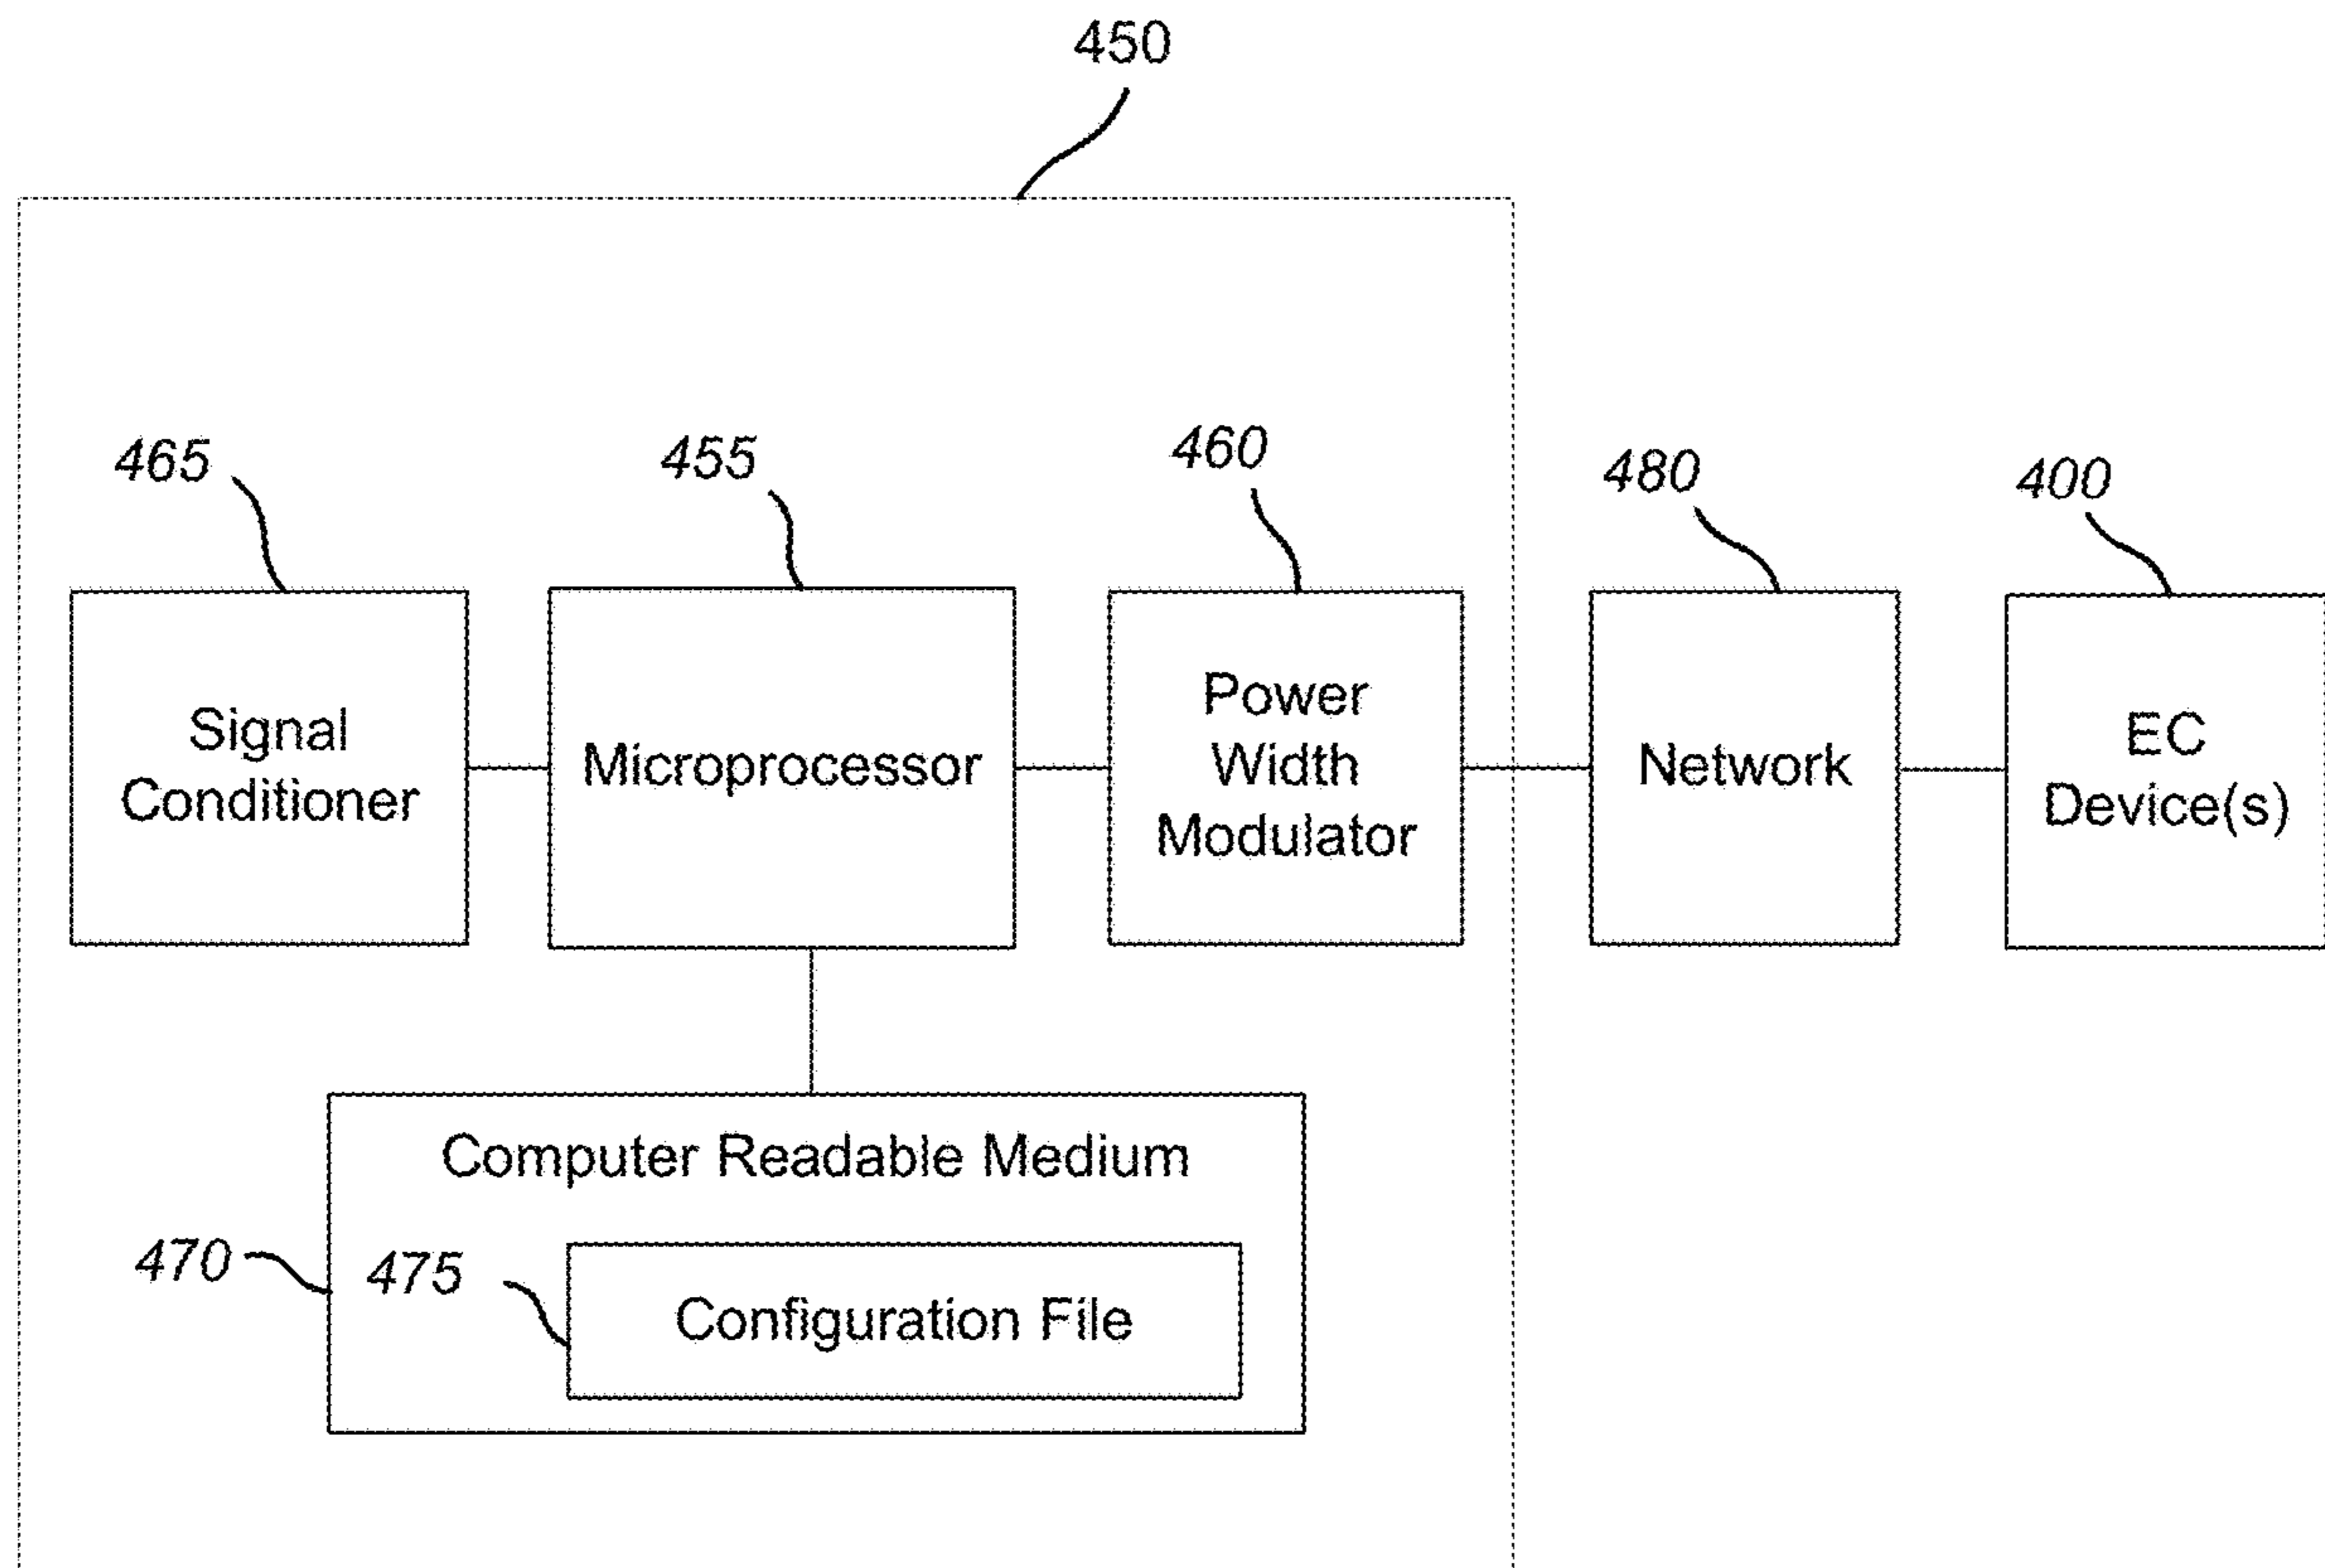 450
465
455
460
480
400
Signal
Conditioner
Microprocessor
Power
Width
Modulator
Network
EC
Device(s)
Computer Readable Medium
470
475
Configuration File